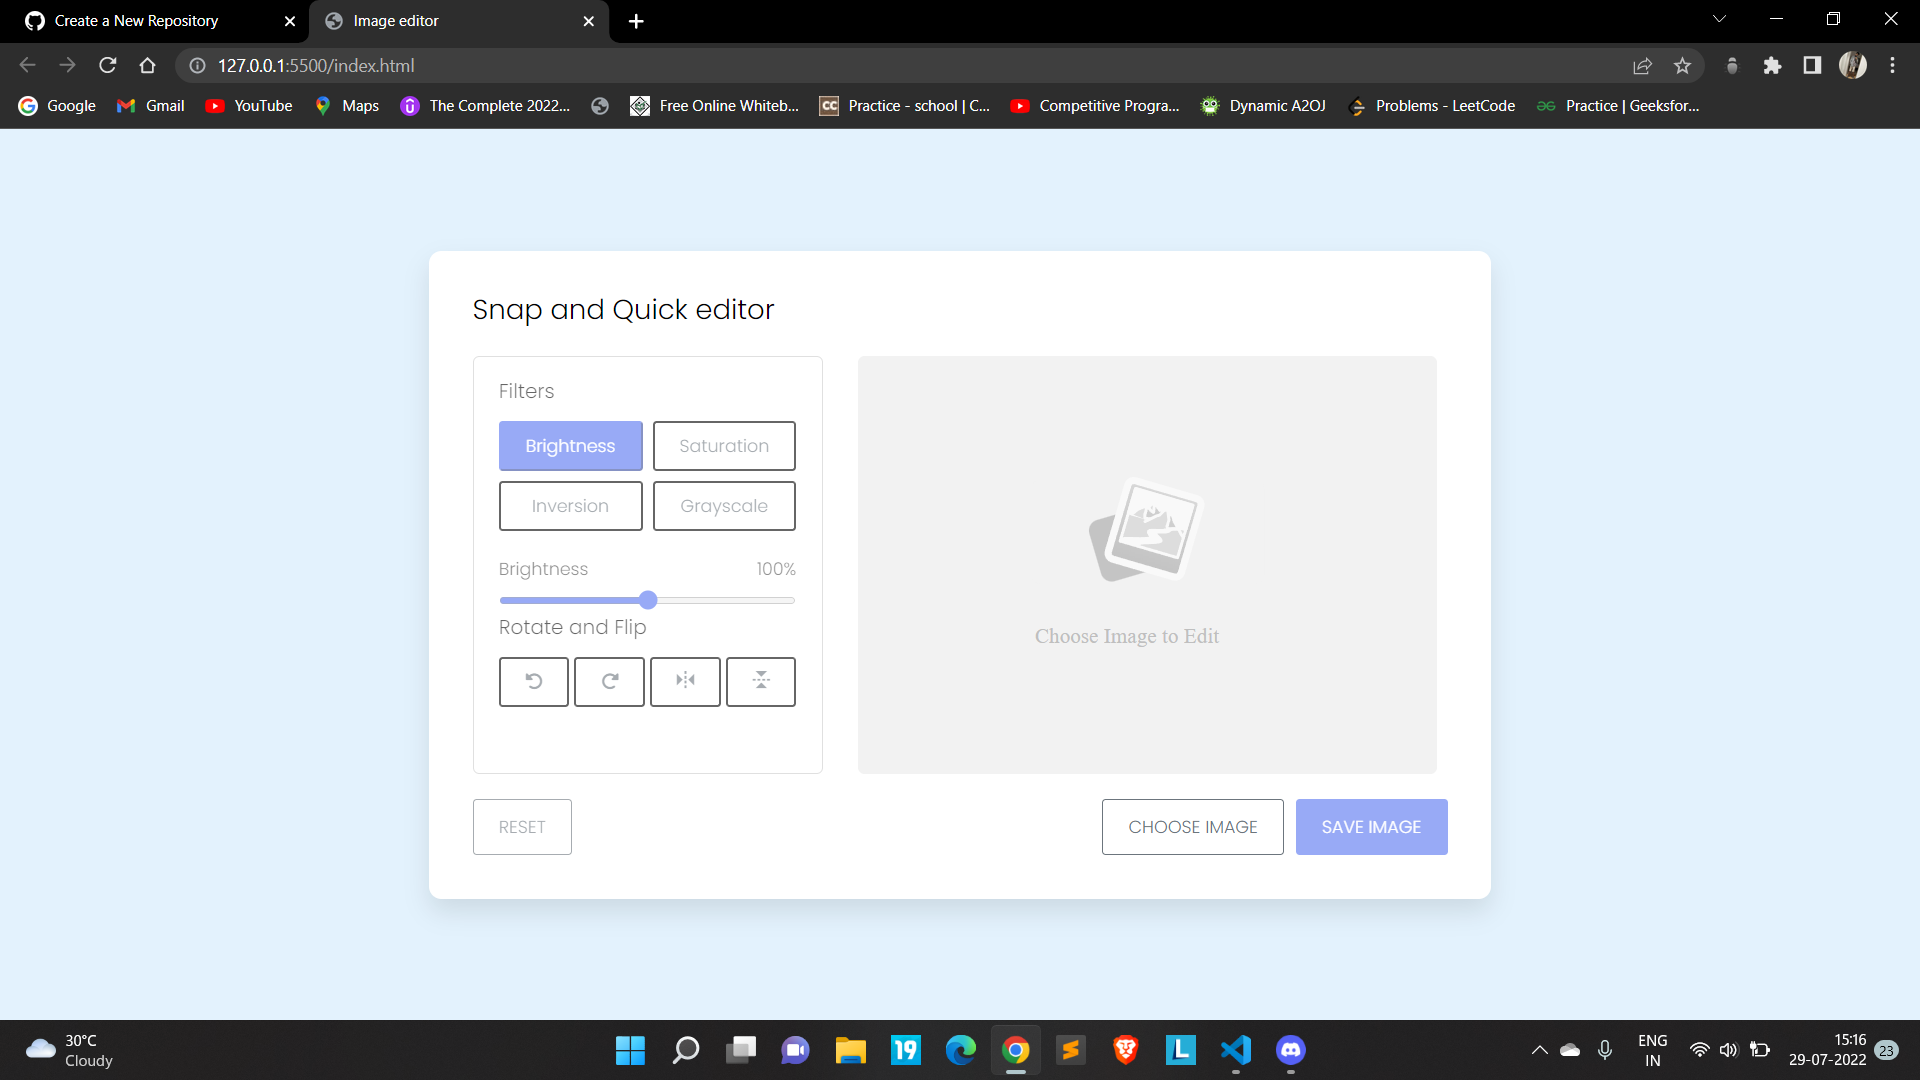 Create a New Repository
Image editor
127.0.0.1:5500/index.html
Google
Gmail
YouTube
Maps
The Complete 2022...
Free Online Whiteb...
CC
Practice - school | C...
Competitive Progra...
Dynamic A2OJ
Problems - LeetCode
Practice | Geeksfor...
Snap and Quick editor
Filters
Brightness
Saturation
Inversion
Grayscale
Brightness 100%
Rotate and Flip
Choose Image to Edit
RESET
CHOOSE IMAGE
SAVE IMAGE
30°C
Cloudy
19
L
ENG
IN
15:16
29-07-2022
23